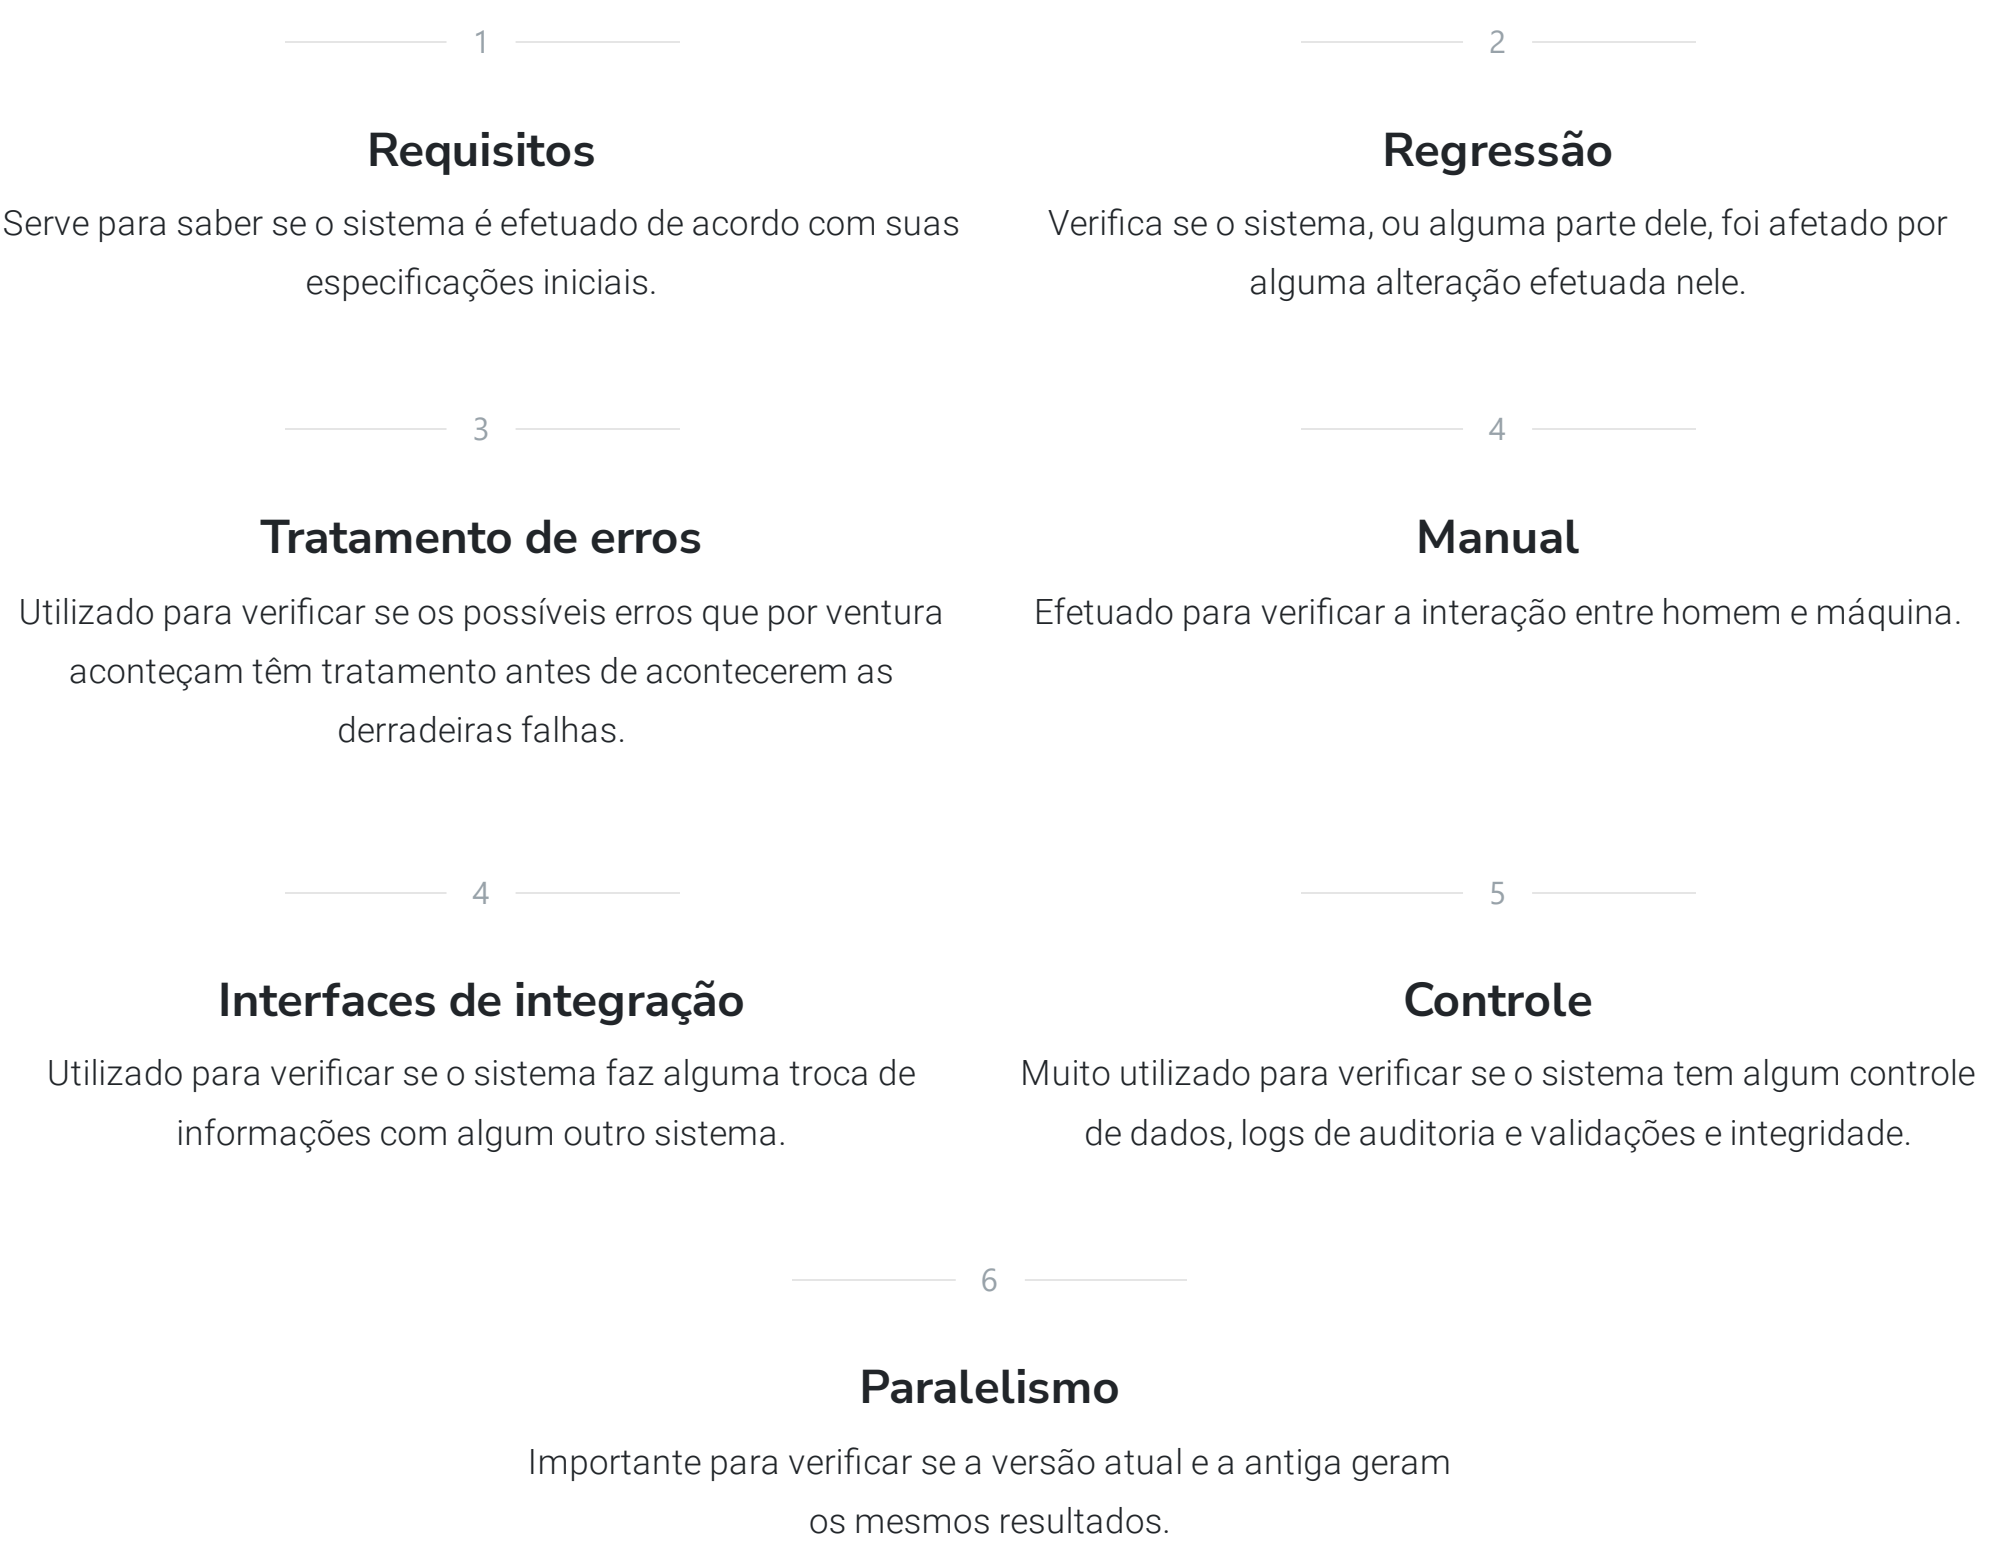 1
Requisitos
Serve para saber se o sistema é efetuado de acordo com suas
especificações iniciais.
2
Regressão
Verifica se o sistema, ou alguma parte dele, foi afetado por
alguma alteração efetuada nele.
3
Tratamento de erros
Utilizado para verificar se os possíveis erros que por ventura
aconteçam têm tratamento antes de acontecerem as
derradeiras falhas.
4
Manual
Efetuado para verificar a interação entre homem e máquina.
4
Interfaces de integração
Utilizado para verificar se o sistema faz alguma troca de
informações com algum outro sistema.
5
Controle
Muito utilizado para verificar se o sistema tem algum controle
de dados, logs de auditoria e validações e integridade.
6
Paralelismo
Importante para verificar se a versão atual e a antiga geram
os mesmos resultados.